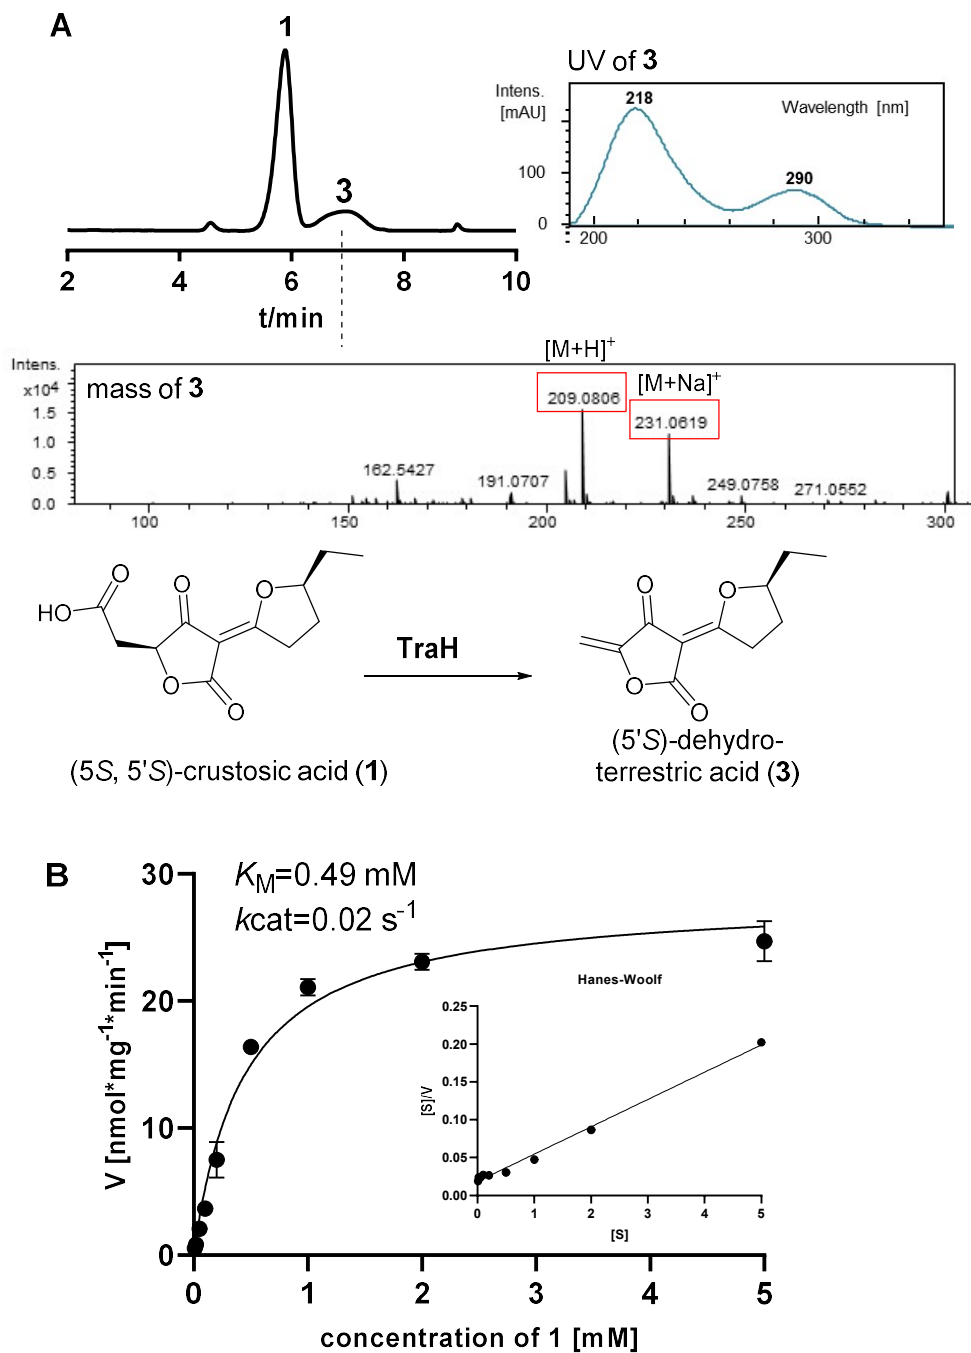 A
1
3
2 4 6 8 10
t/min
UV of 3
Intens.
[mAU]
218
Wavelength [nm]
290
100
0
200 300
[M+H]+
[M+Na]+
Intens.
x10⁴
1.5
1.0
0.5
0.0
mass of 3
209.0806
231.0619
162.5427
191.0707
249.0758
271.0552
100 150 200 250 300
O
HO
O
O
O
O
TraH
O
O
O
O
(5S, 5'S)-crustosic acid (1)
(5'S)-dehydro-
terrestric acid (3)
B
KM=0.49 mM
kcat=0.02 s-1
V [nmol*mg-1*min-1]
30
20
10
0
0 1 2 3 4 5
concentration of 1 [mM]
Hanes-Woolf
[S]/V
0.25
0.20
0.15
0.10
0.05
0.00
0 1 2 3 4 5
[S]